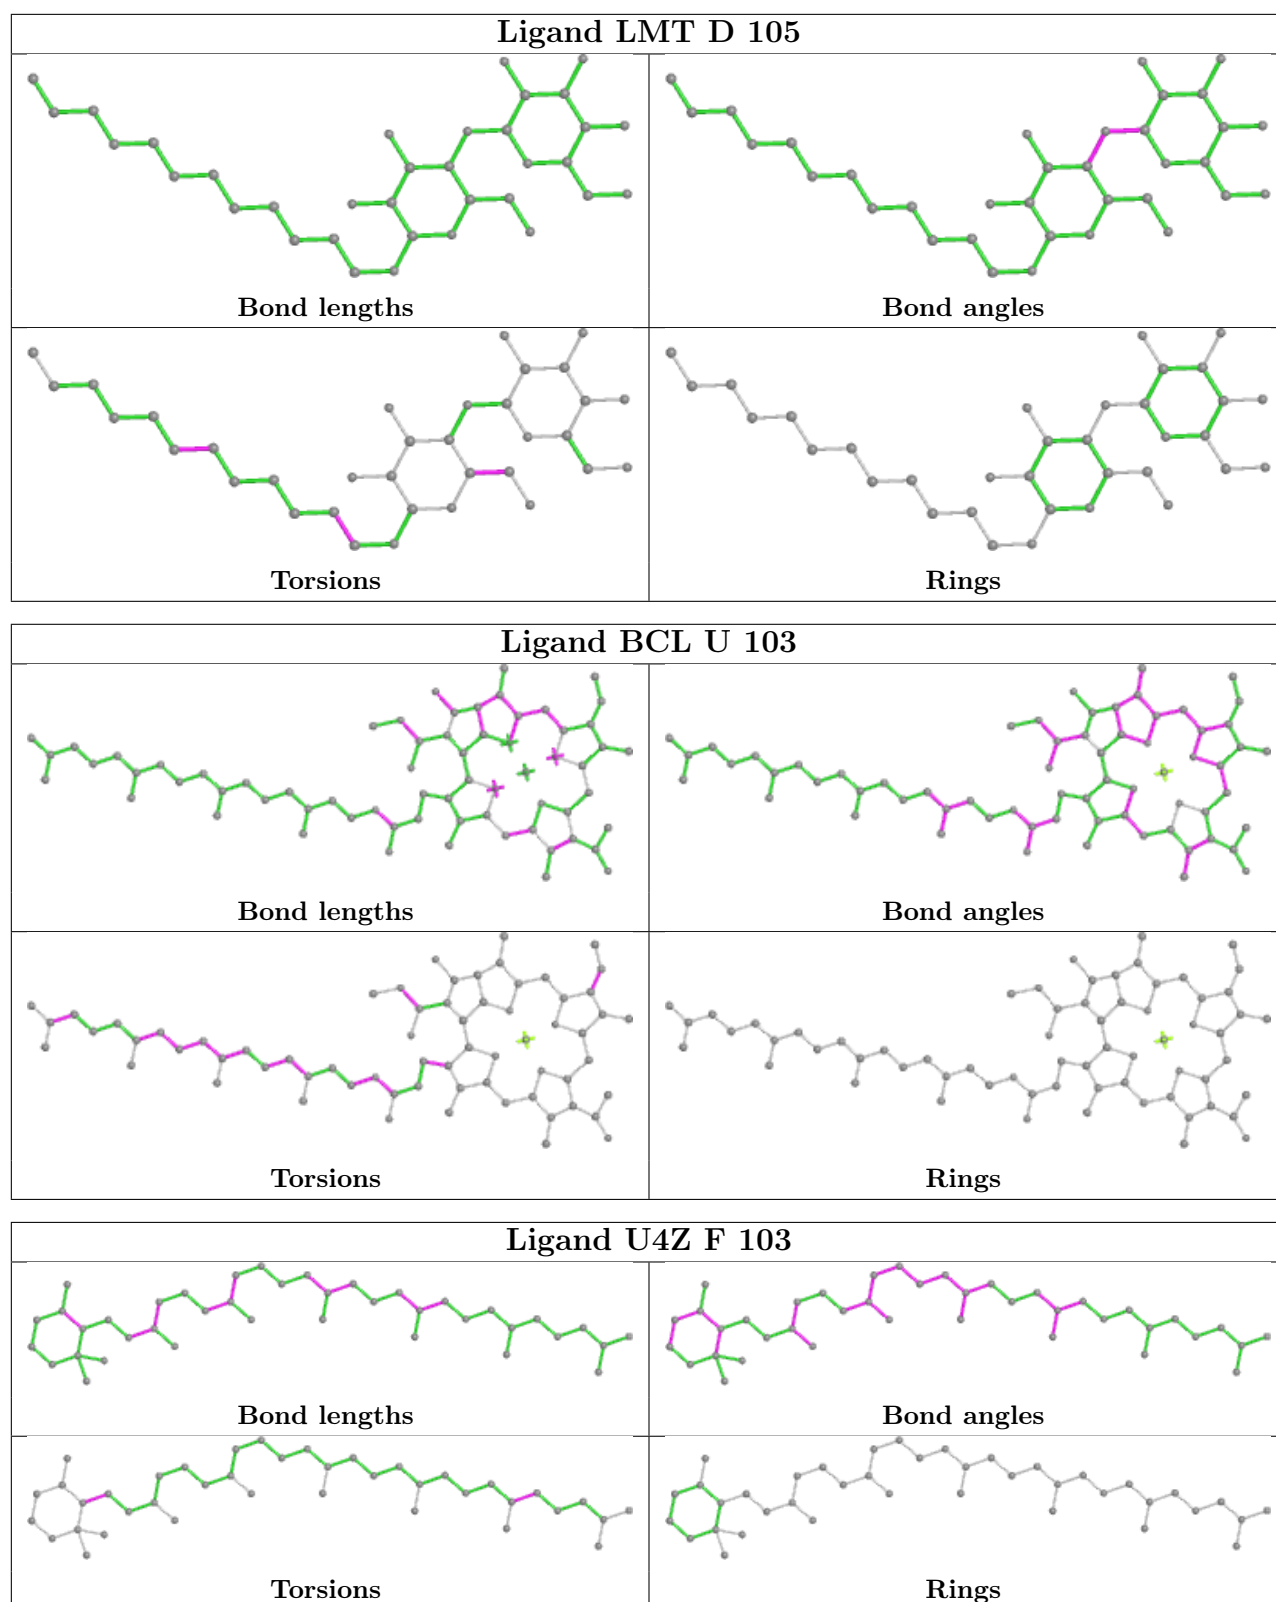 Ligand LMT D 105
Bond lengths
Bond angles
Torsions
Rings
Ligand BCL U 103
Bond lengths
Bond angles
Torsions
Rings
Ligand U4Z F 103
Bond lengths
Bond angles
Torsions
Rings